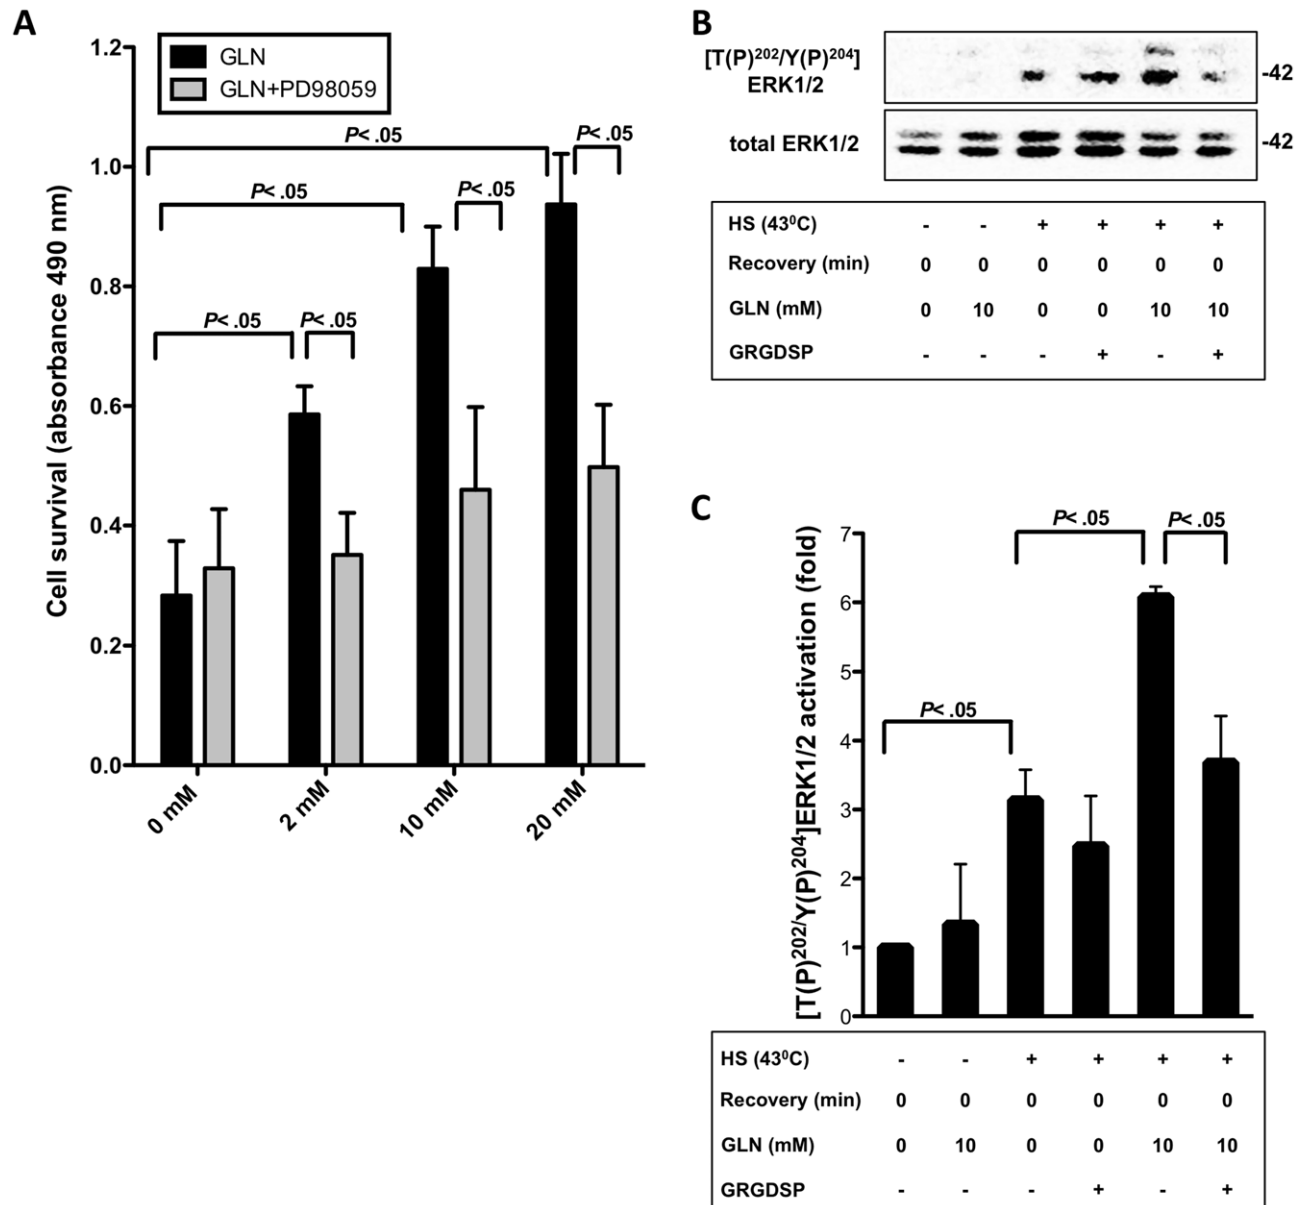 A
1.2
GLN
GLN+PD98059
P< .05
P< .05
1.0
P< .05
P< .05
0.8
P< .05
P< .05
0.6
0.4
0.2
0.0
Cell survival (absorbance 490 nm)
0 mM
2 mM
10 mM
20 mM
B
[T(P)²⁰²/Y(P)²⁰⁴]
ERK1/2
-42
total ERK1/2
-42
HS (43⁰C) - - + + + +
Recovery (min) 0 0 0 0 0 0
GLN (mM) 0 10 0 0 10 10
GRGDSP - - - + - +
C
P< .05
P< .05
7
6
5
P< .05
4
3
2
1
0
[T(P)²⁰²/Y(P)²⁰⁴]ERK1/2 activation (fold)
HS (43⁰C) - - + + + +
Recovery (min) 0 0 0 0 0 0
GLN (mM) 0 10 0 0 10 10
GRGDSP - - - + - +